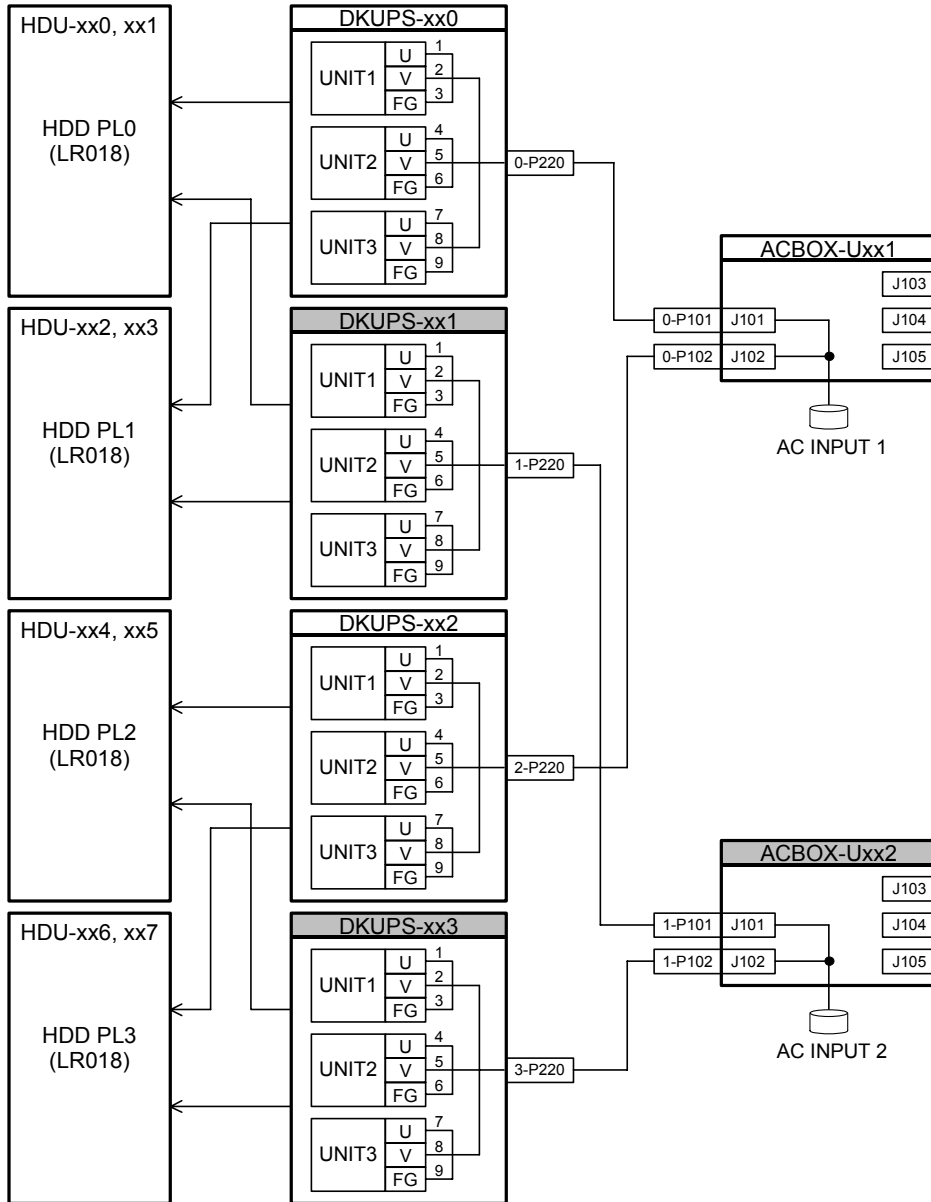 HDU-xx0, xx1
HDD PL0
(LR018)
DKUPS-xx0
UNIT1
U
V
FG
1
2
3
UNIT2
U
V
FG
4
5
6
UNIT3
U
V
FG
7
8
9
0-P220
HDU-xx2, xx3
HDD PL1
(LR018)
DKUPS-xx1
UNIT1
U
V
FG
1
2
3
UNIT2
U
V
FG
4
5
6
UNIT3
U
V
FG
7
8
9
1-P220
ACBOX-Uxx1
J103
J104
J105
0-P101
J101
0-P102
J102
AC INPUT 1
HDU-xx4, xx5
HDD PL2
(LR018)
DKUPS-xx2
UNIT1
U
V
FG
1
2
3
UNIT2
U
V
FG
4
5
6
UNIT3
U
V
FG
7
8
9
2-P220
HDU-xx6, xx7
HDD PL3
(LR018)
DKUPS-xx3
UNIT1
U
V
FG
1
2
3
UNIT2
U
V
FG
4
5
6
UNIT3
U
V
FG
7
8
9
3-P220
ACBOX-Uxx2
J103
J104
J105
1-P101
J101
1-P102
J102
AC INPUT 2